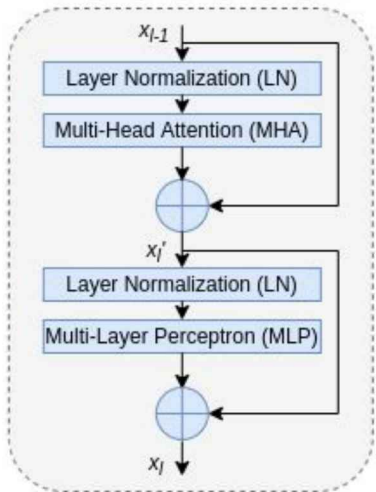 x_{l-1}
Layer Normalization (LN)
Multi-Head Attention (MHA)
x_l'
Layer Normalization (LN)
Multi-Layer Perceptron (MLP)
x_l